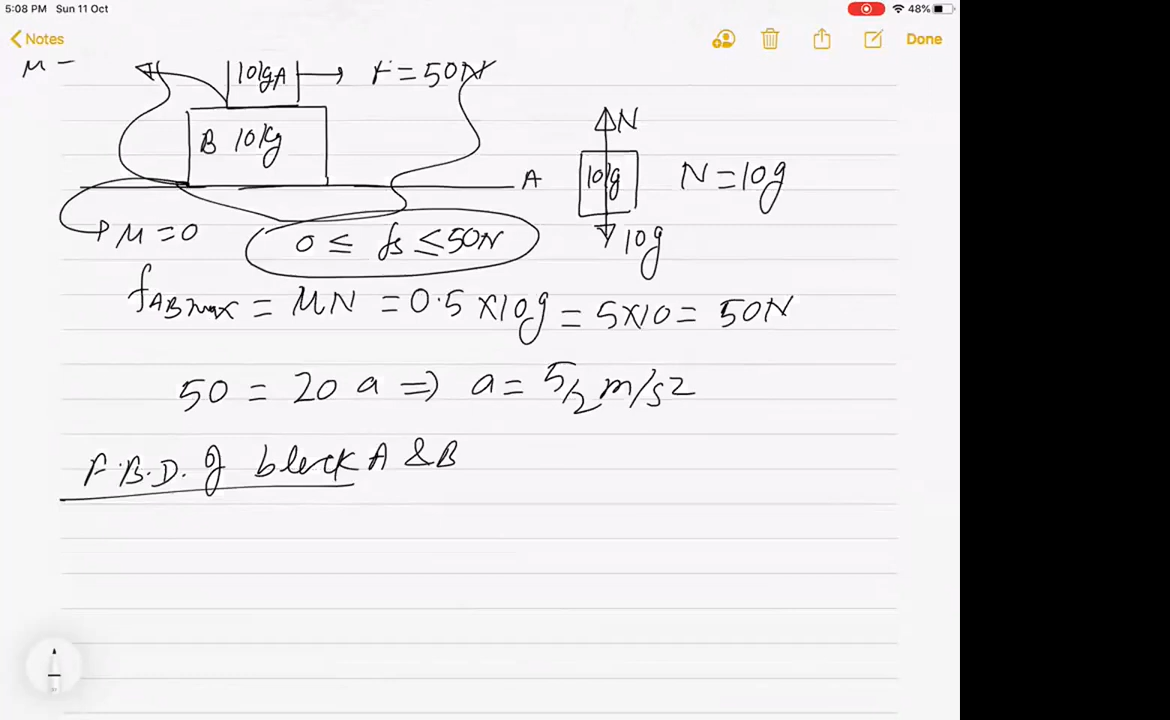 5:08 PM Sun 11 Oct
48%
Notes
Done
μ =
10kg A F = 50N
B 10kg
A
N
10kg
10g
N = 10g
μ = 0
0 ≤ fs ≤ 50N
fABmax = μN = 0.5 × 10g = 5×10 = 50N
50 = 20 a ⇒ a = 5/2 m/s2
F.B.D. of block A & B